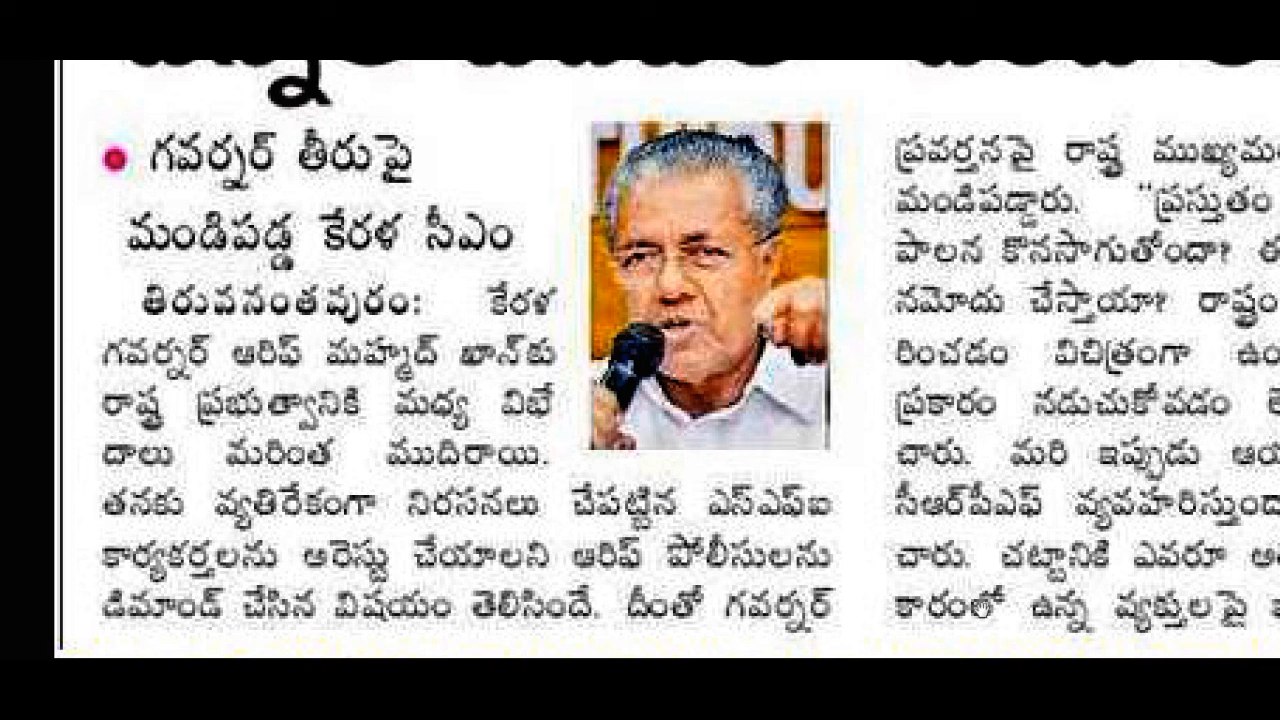 ● గవర్నర్ తీరుపై
మండిపడ్డ కేరళ సీఎం
తిరువనంతపురం: కేరళ
గవర్నర్ ఆరిఫ్ మహ్మద్ ఖాన్‌కు
రాష్ట్ర ప్రభుత్వానికి మధ్య విభే
దాలు మరింత ముదిరాయి.
తనకు వ్యతిరేకంగా నిరసనలు చేపట్టిన ఎస్ఎఫ్ఐ
కార్యకర్తలను అరెస్టు చేయాలని ఆరిఫ్ పోలీసులను
డిమాండ్ చేసిన విషయం తెలిసిందే. దీంతో గవర్నర్
ప్రవర్తనపై రాష్ట్ర
మండిపడ్డారు. "ప్రస్తుతం
పాలన కొనసాగుతోందా?
నమోదు చేస్తాయా? రాష్ట్రం
రించడం విచిత్రంగా
ప్రకారం నడుచుకోవడం
చారు. మరి ఇప్పుడు
సీఆర్‌పీఎఫ్
చారు. చట్టానికి ఎవరూ
కారంలో ఉన్న వ్యక్తులపై